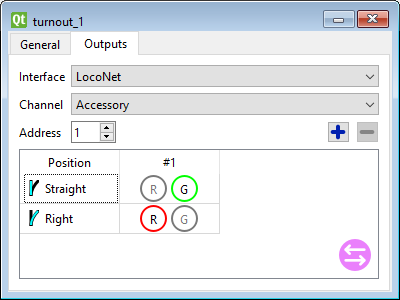 Qt turnout_1
General Outputs
Interface LocoNet
Channel Accessory
Address 1
Position #1
Straight R G
Right R G